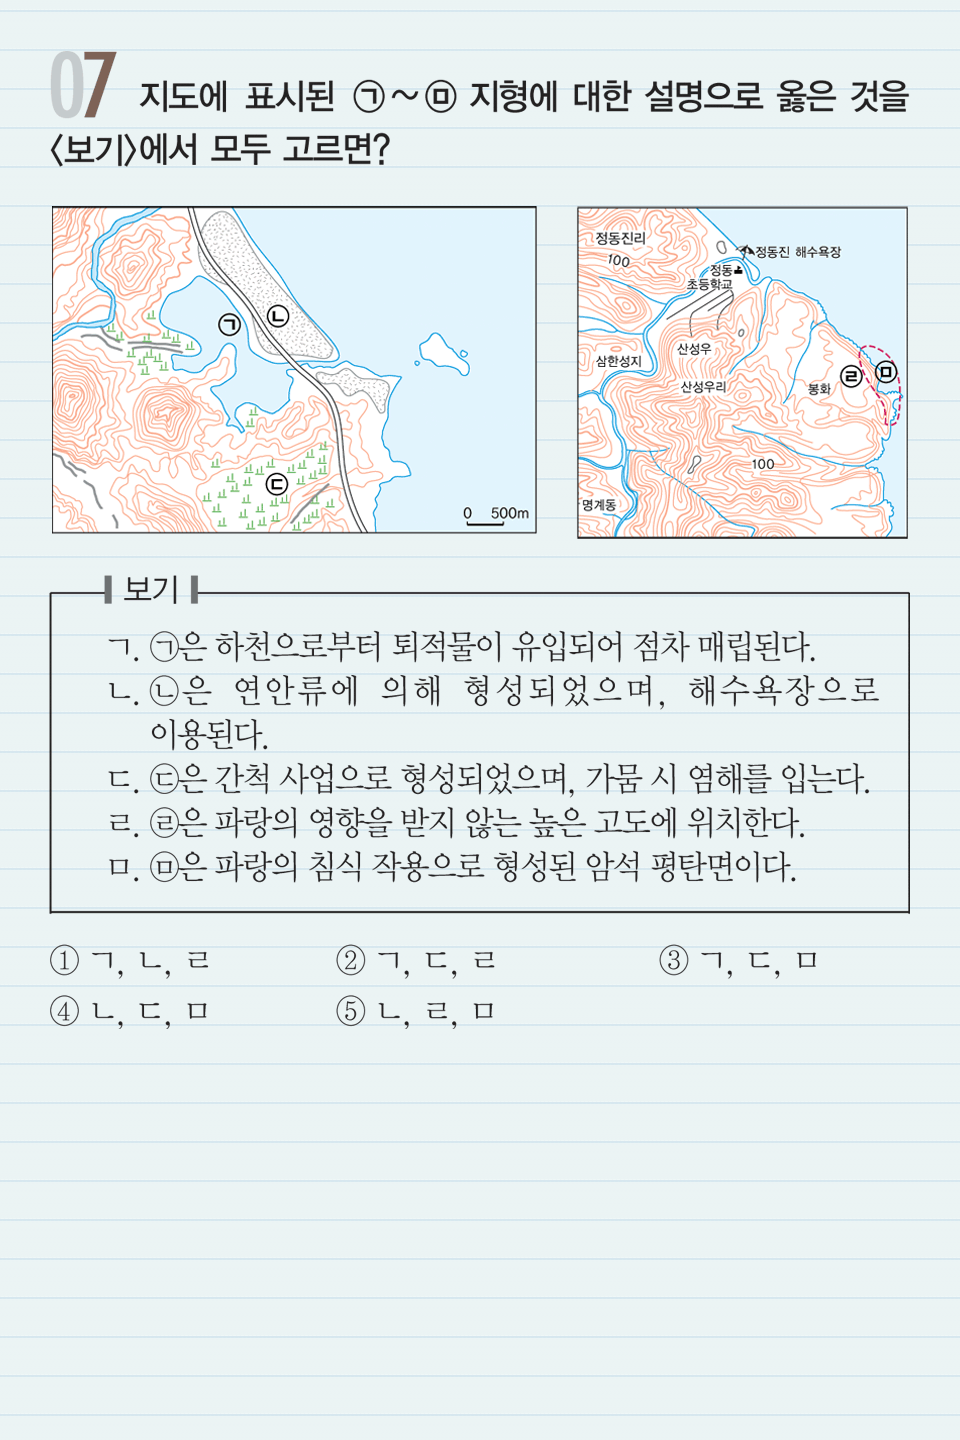 07 지도에 표시된 ㉠~㉤ 지형에 대한 설명으로 옳은 것을
〈보기〉에서 모두 고르면?
㉠
㉡
㉢
0 500m
정동진리
100
정동진 해수욕장
정동
초등학교
산성우
삼한성지
산성우리
봉화
㉣
㉤
100
명계동
보기
ㄱ. ㉠은 하천으로부터 퇴적물이 유입되어 점차 매립된다.
ㄴ. ㉡은 연안류에 의해 형성되었으며, 해수욕장으로
이용된다.
ㄷ. ㉢은 간척 사업으로 형성되었으며, 가뭄 시 염해를 입는다.
ㄹ. ㉣은 파랑의 영향을 받지 않는 높은 고도에 위치한다.
ㅁ. ㉤은 파랑의 침식 작용으로 형성된 암석 평탄면이다.
① ㄱ, ㄴ, ㄹ ② ㄱ, ㄷ, ㄹ ③ ㄱ, ㄷ, ㅁ
④ ㄴ, ㄷ, ㅁ ⑤ ㄴ, ㄹ, ㅁ